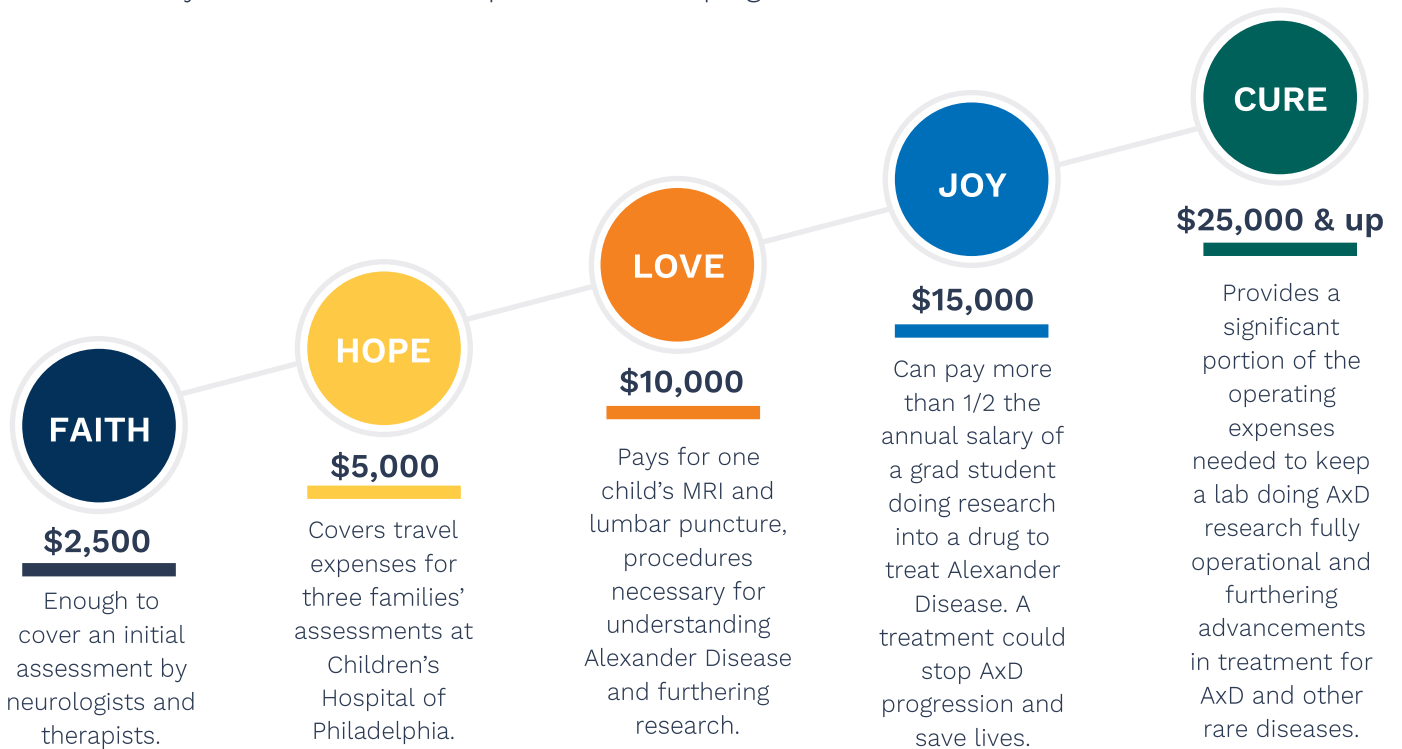 FAITH
$2,500
Enough to
cover an initial
assessment by
neurologists and
therapists.
HOPE
$5,000
Covers travel
expenses for
three families’
assessments at
Children’s
Hospital of
Philadelphia.
LOVE
$10,000
Pays for one
child’s MRI and
lumbar puncture,
procedures
necessary for
understanding
Alexander Disease
and furthering
research.
JOY
$15,000
Can pay more
than 1/2 the
annual salary of
a grad student
doing research
into a drug to
treat Alexander
Disease. A
treatment could
stop AxD
progression and
save lives.
CURE
$25,000 & up
Provides a
significant
portion of the
operating
expenses
needed to keep
a lab doing AxD
research fully
operational and
furthering
advancements
in treatment for
AxD and other
rare diseases.